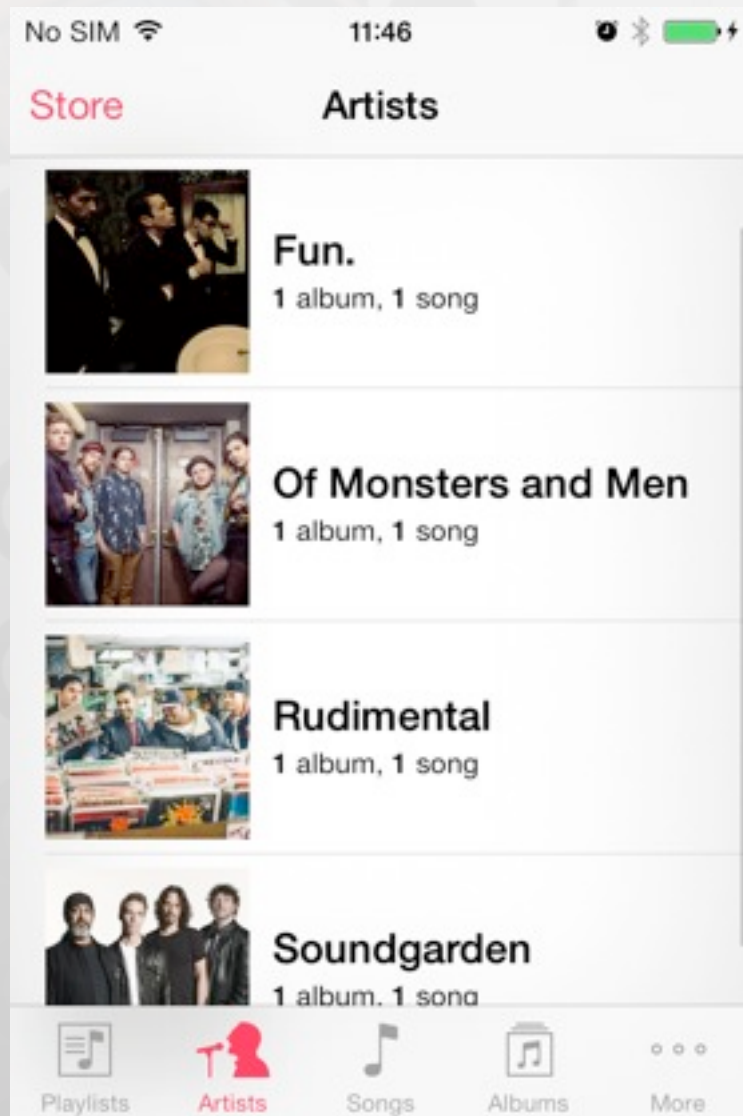 No SIM 11:46
Store Artists
Fun.
1 album, 1 song
Of Monsters and Men
1 album, 1 song
Rudimental
1 album, 1 song
Soundgarden
1 album, 1 song
Playlists Artists Songs Albums More